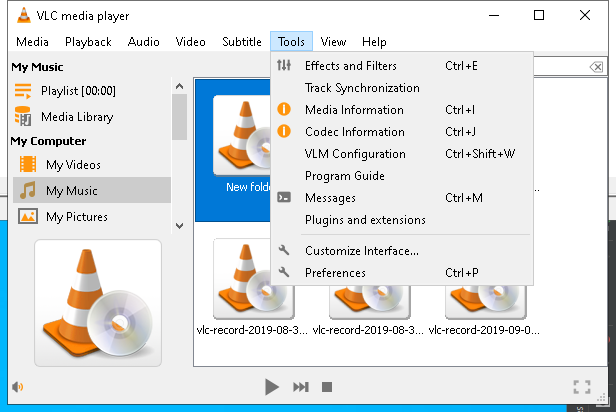 VLC media player
Media Playback Audio Video Subtitle Tools View Help
My Music
Playlist [00:00]
Media Library
My Computer
My Videos
My Music
My Pictures
Effects and Filters Ctrl+E
Track Synchronization
Media Information Ctrl+I
Codec Information Ctrl+J
VLM Configuration Ctrl+Shift+W
Program Guide
Messages Ctrl+M
Plugins and extensions
Customize Interface...
Preferences Ctrl+P
New folde
vlc-record-2019-08-3... vlc-record-2019-08-3... vlc-record-2019-09-0...